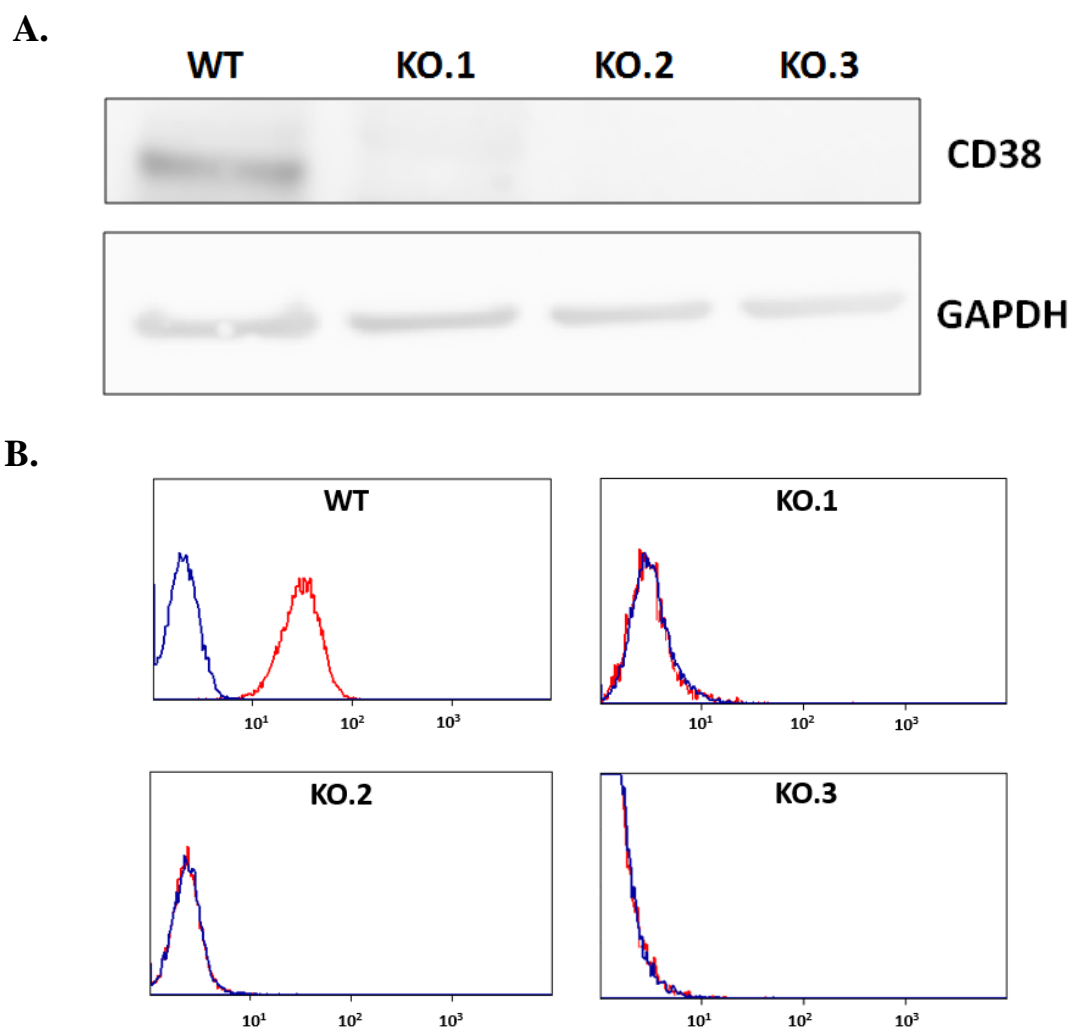 A.
WT KO.1 KO.2 KO.3
CD38
GAPDH
B.
WT
10¹ 10² 10³
KO.1
10¹ 10² 10³
KO.2
10¹ 10² 10³
KO.3
10¹ 10² 10³